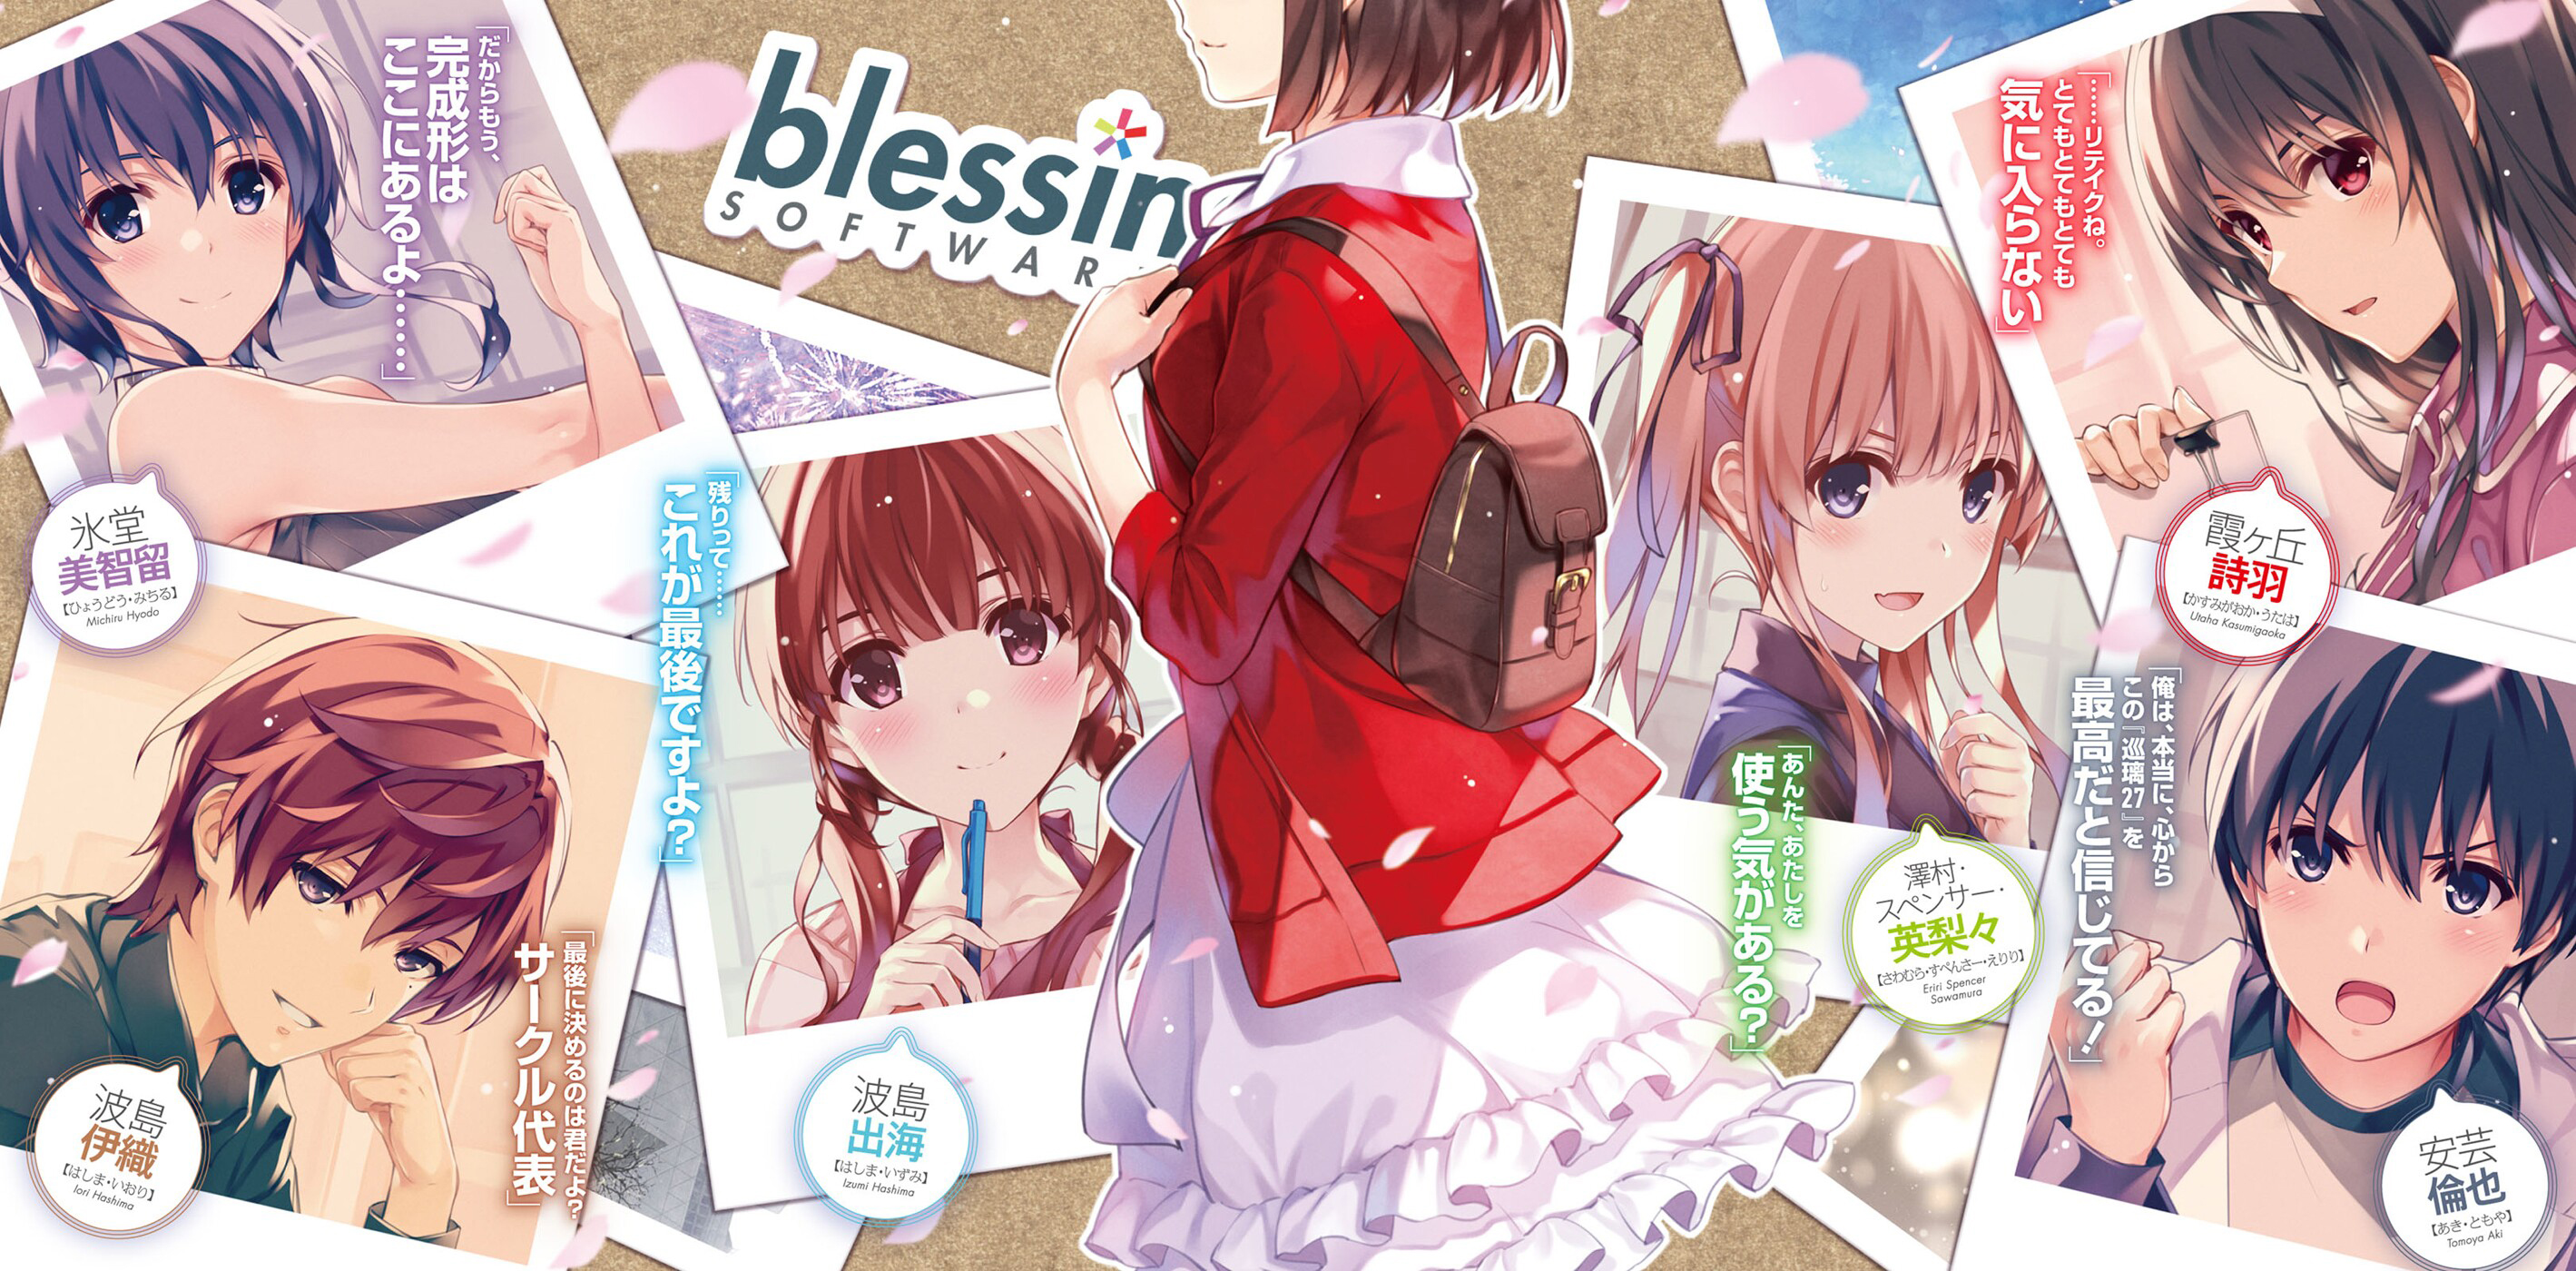 「だからもう、
完成形は
ここにあるよ……」
氷堂
美智留
【ひょうどう・みちる】
Michiru Hyodo
blessin
SOFTWAR
「……リテイクね。
とてもとてもとても
気に入らない」
霞ヶ丘
詩羽
【かすみがおか・うたは】
Utaha Kasumigaoka
「残りって……
これが最後ですよ？」
波島
出海
【はしま・いずみ】
Izumi Hashima
「あんた、あたしを
使う気がある？」
澤村・
スペンサー・
英梨々
【さわむら・すぺんさー・えりり】
Eriri Spencer
Sawamura
「最後に決めるのは君だよ？
サークル代表」
波島
伊織
【はしま・いおり】
Iori Hashima
「俺は、本当に、心から
この『巡璃27』を
最高だと信じてる！」
安芸
倫也
【あき・ともや】
Tomoya Aki